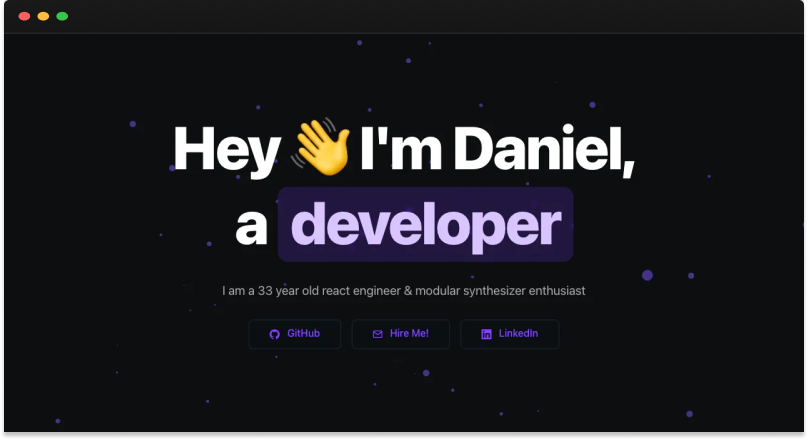 Hey 👋 I'm Daniel,
a developer
I am a 33 year old react engineer & modular synthesizer enthusiast
GitHub Hire Me! LinkedIn